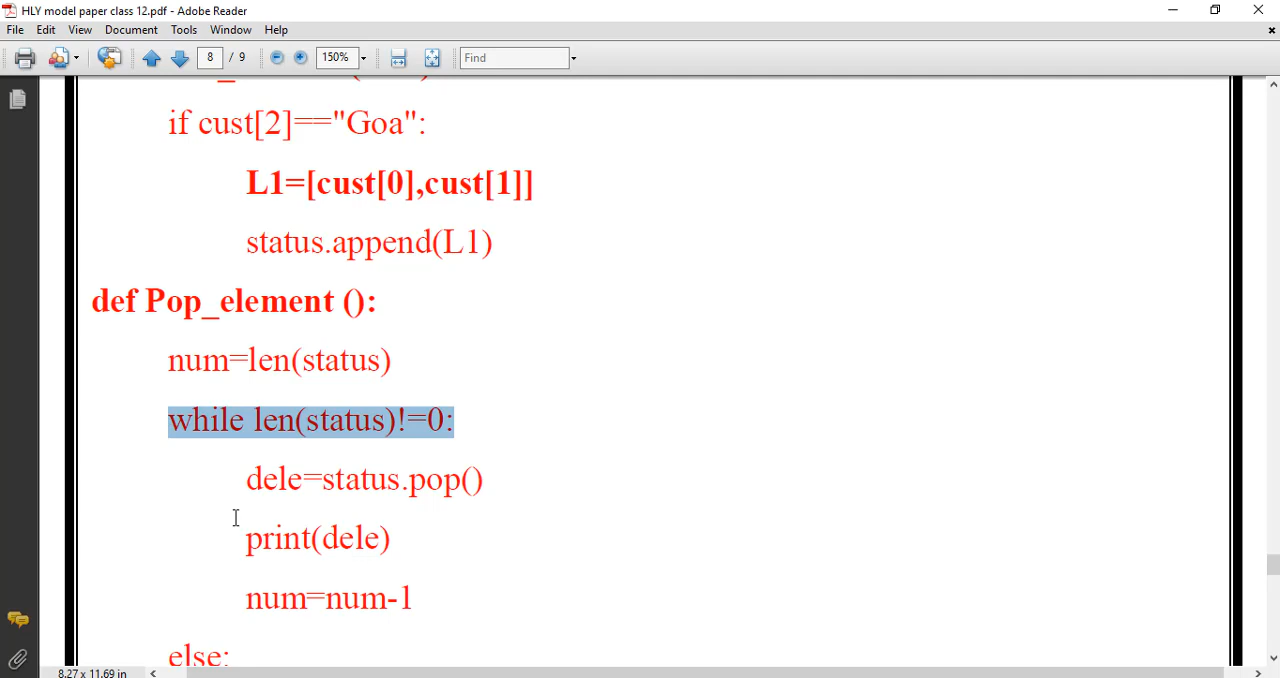 HLY model paper class 12.pdf - Adobe Reader
File Edit View Document Tools Window Help
8 / 9 150% Find
if cust[2]=="Goa":
L1=[cust[0],cust[1]]
status.append(L1)
def Pop_element ():
num=len(status)
while len(status)!=0:
dele=status.pop()
print(dele)
num=num-1
else:
8.27 x 11.69 in